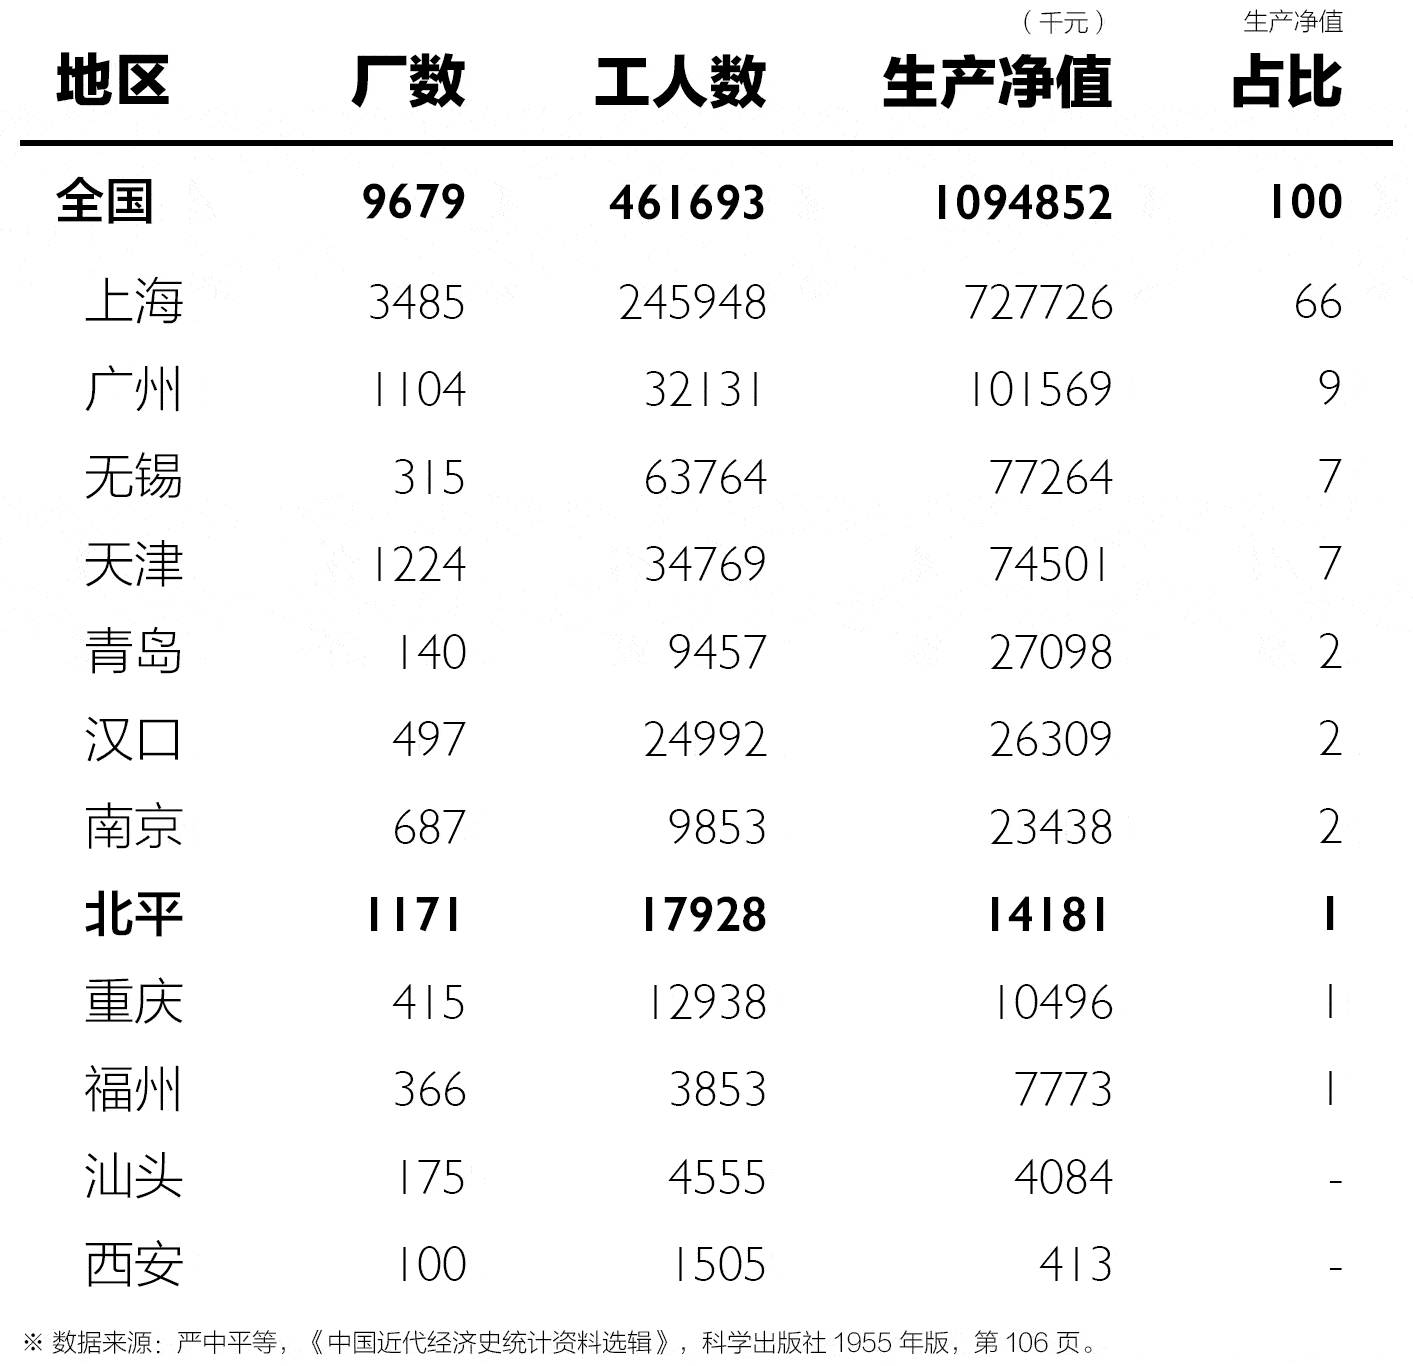 （千元） 生产净值
地区 厂数 工人数 生产净值 占比
全国 9679 461693 1094852 100
上海 3485 245948 727726 66
广州 1104 32131 101569 9
无锡 315 63764 77264 7
天津 1224 34769 74501 7
青岛 140 9457 27098 2
汉口 497 24992 26309 2
南京 687 9853 23438 2
北平 1171 17928 14181 1
重庆 415 12938 10496 1
福州 366 3853 7773 1
汕头 175 4555 4084 -
西安 100 1505 413 -
※ 数据来源：严中平等，《中国近代经济史统计资料选辑》，科学出版社 1955 年版，第 106 页。